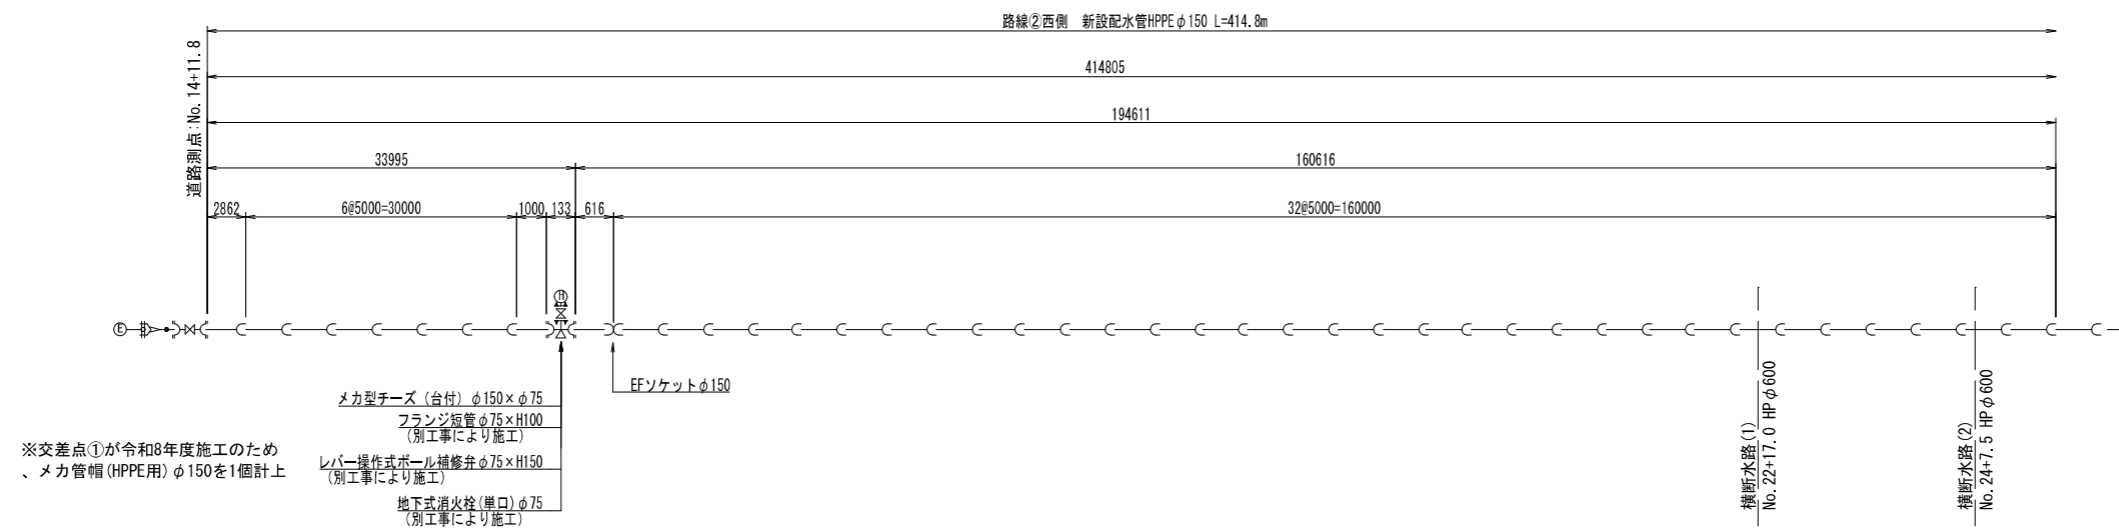 路線②西側 新設配水管HPPEφ150 L=414.8m
414805
194611
道路測点:No.14+11.8
33995
160616
2862
6@5000=30000
1000
133
616
32@5000=160000
H
E
EFソケットφ150
メカ型チーズ（台付）φ150×φ75
フランジ短管φ75×H100
(別工事により施工)
レバー操作式ボール補修弁φ75×H150
(別工事により施工)
地下式消火栓(単口)φ75
(別工事により施工)
※交差点①が令和8年度施工のため
、メカ管帽(HPPE用)φ150を1個計上
横断水路(1)
No.22+17.0 HPφ600
横断水路(2)
No.24+7.5 HPφ600